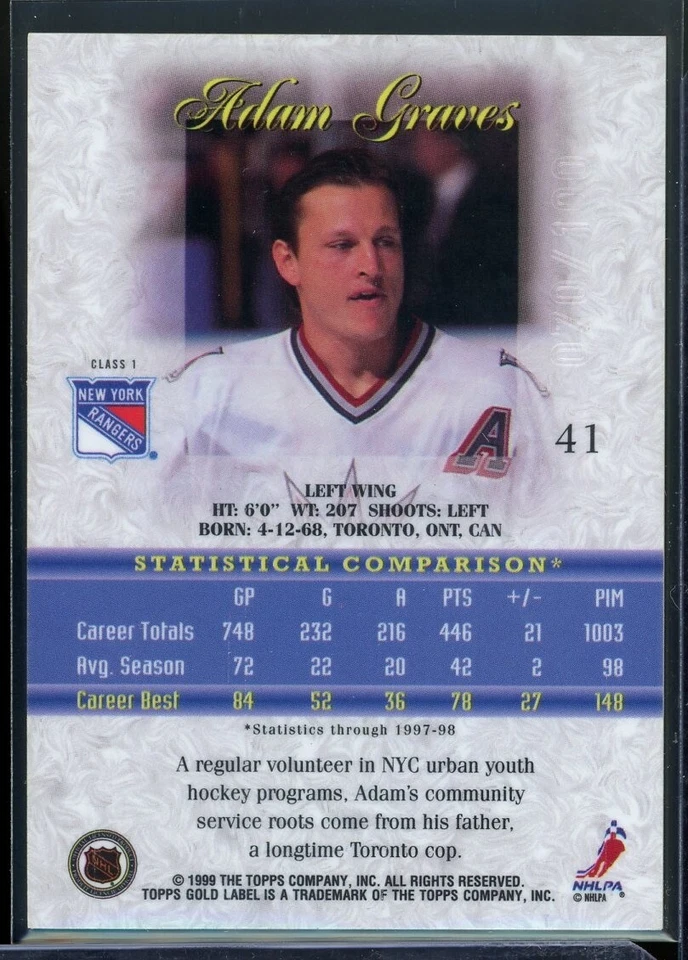 Adam Graves
CLASS 1
NEW YORK
RANGERS
A
41
LEFT WING
HT: 6'0" WT: 207 SHOOTS: LEFT
BORN: 4-12-68, TORONTO, ONT, CAN
STATISTICAL COMPARISON*
GP G A PTS +/- PIM
Career Totals 748 232 216 446 21 1003
Avg. Season 72 22 20 42 2 98
Career Best 84 52 36 78 27 148
*Statistics through 1997-98
A regular volunteer in NYC urban youth
hockey programs, Adam's community
service roots come from his father,
a longtime Toronto cop.
NHL
© 1999 THE TOPPS COMPANY, INC. ALL RIGHTS RESERVED.
TOPPS GOLD LABEL IS A TRADEMARK OF THE TOPPS COMPANY, INC.
NHLPA
© NHLPA